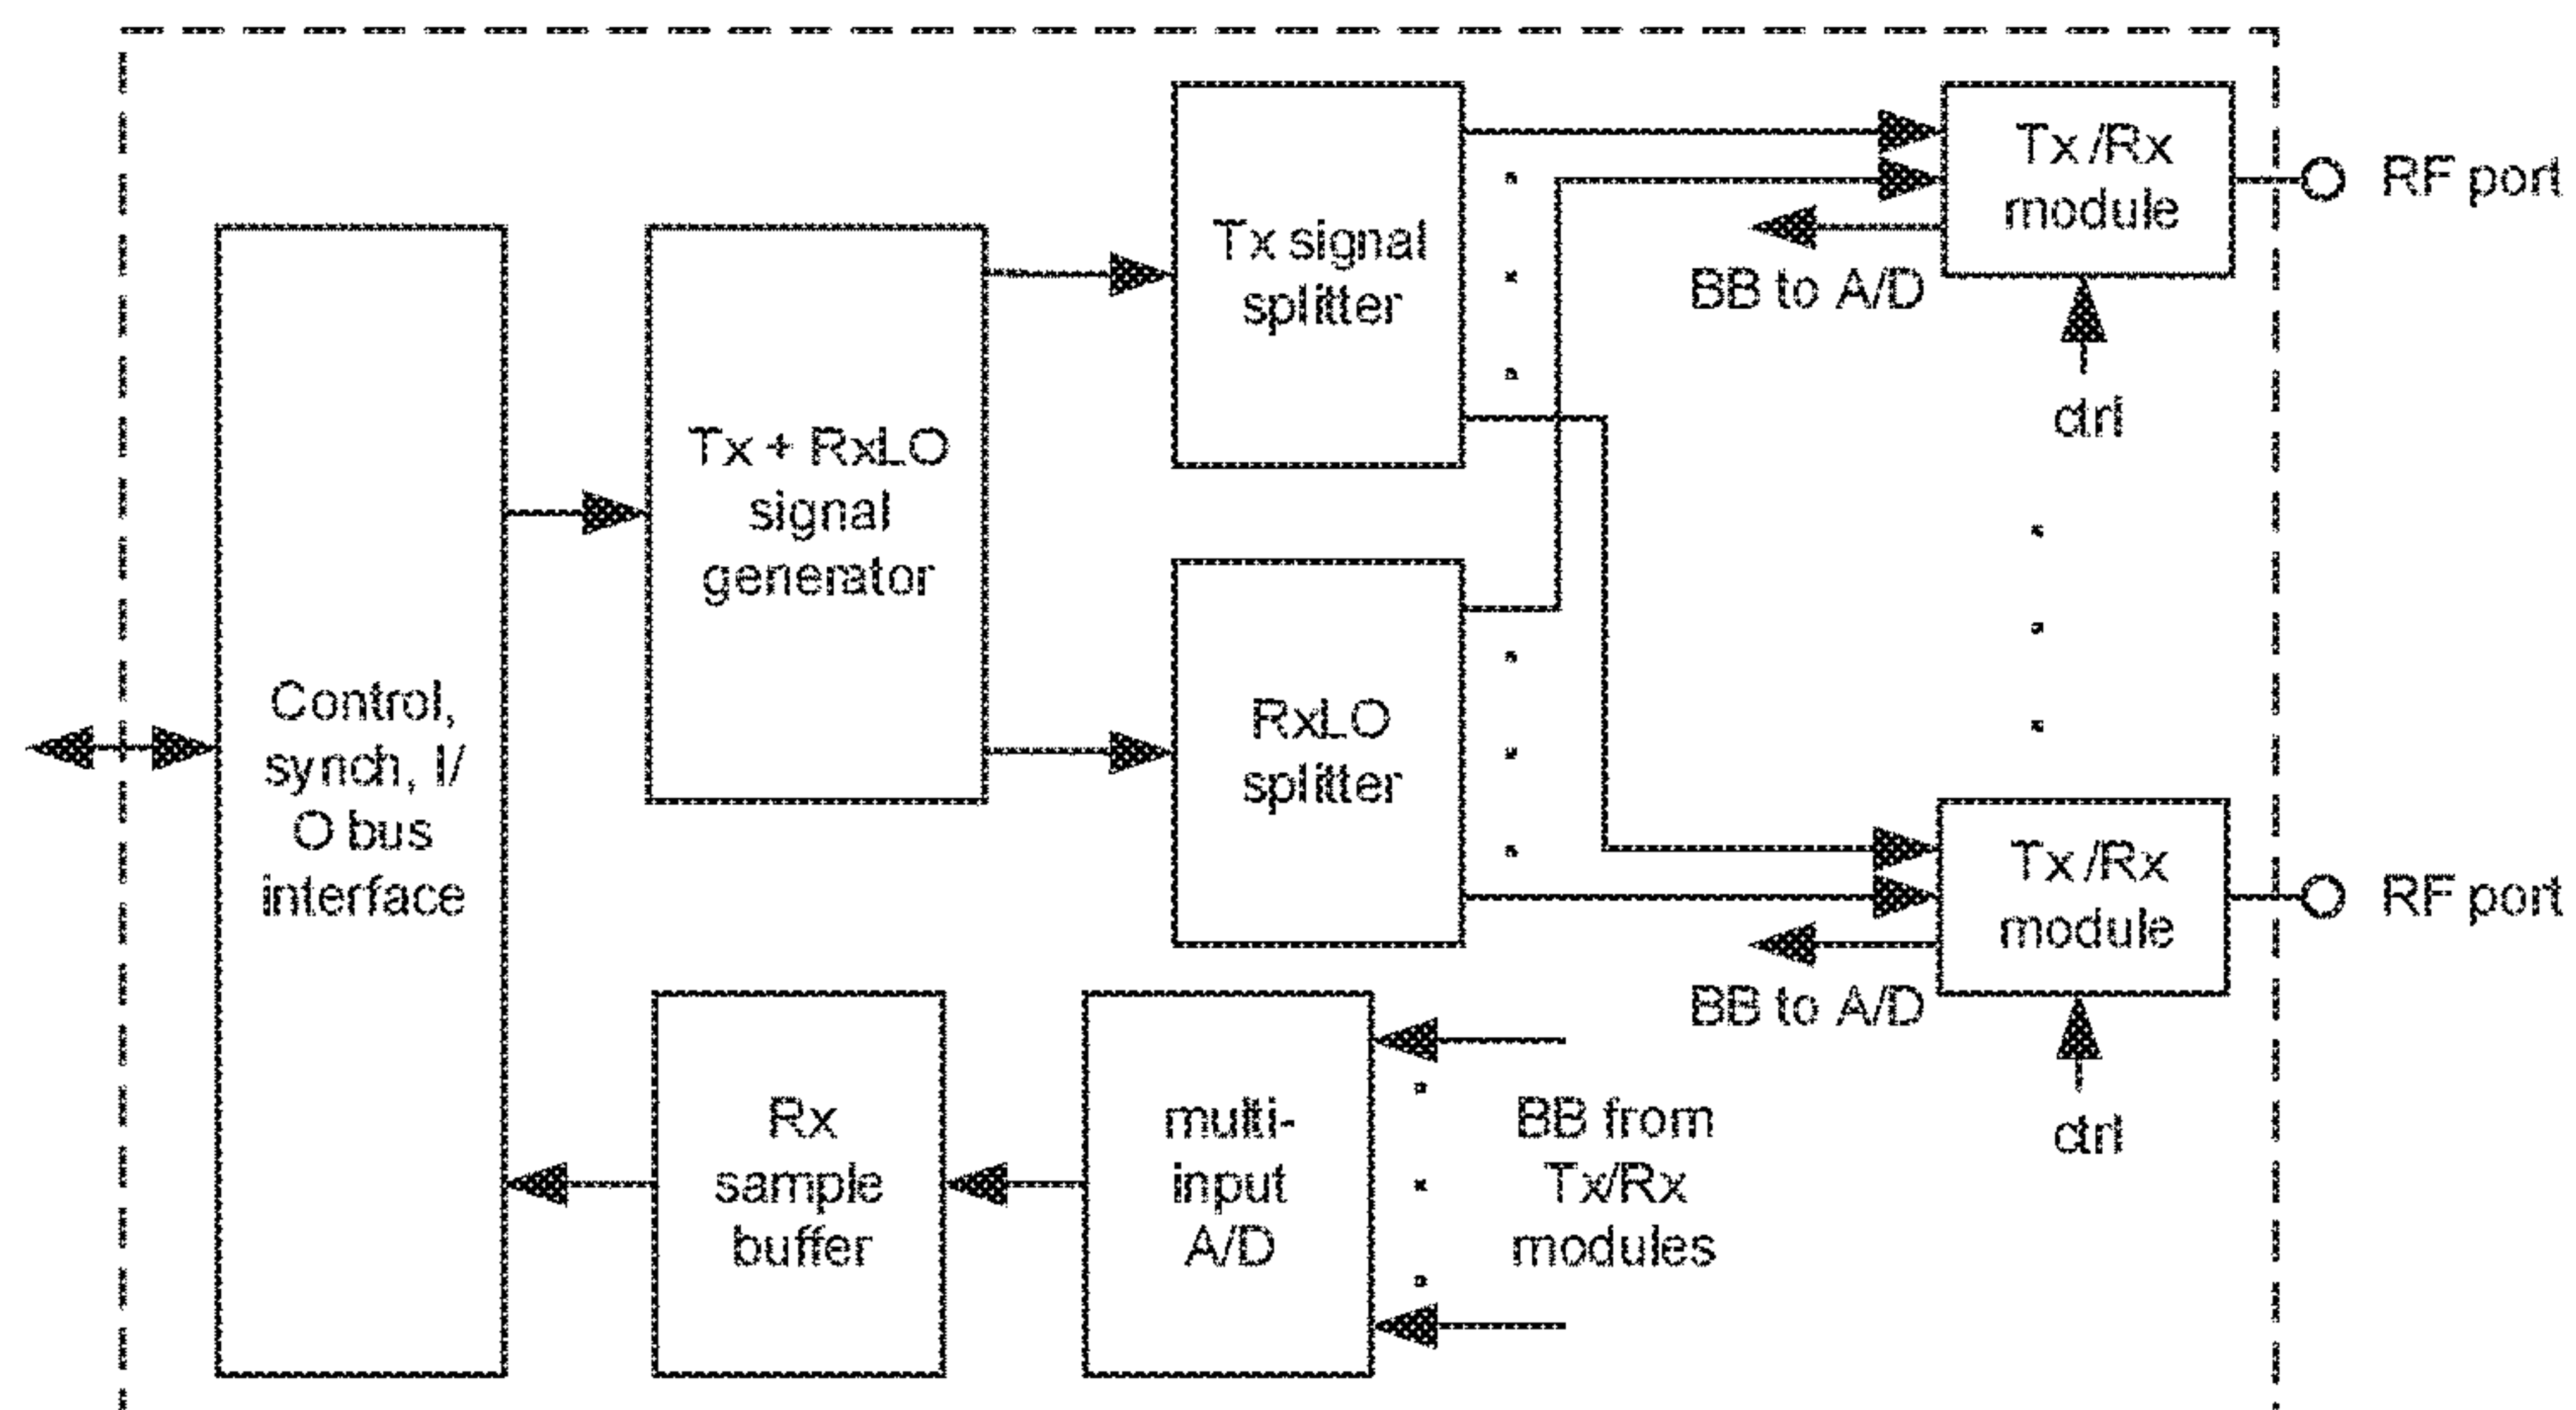 Control,
synch, I/
O bus
interface
Tx + RxLO
signal
generator
Tx signal
splitter
RxLO
splitter
Tx /Rx
module
RF port
BB to A/D
ctrl
Tx /Rx
module
RF port
BB to A/D
ctrl
Rx
sample
buffer
multi-
input
A/D
BB from
Tx/Rx
modules